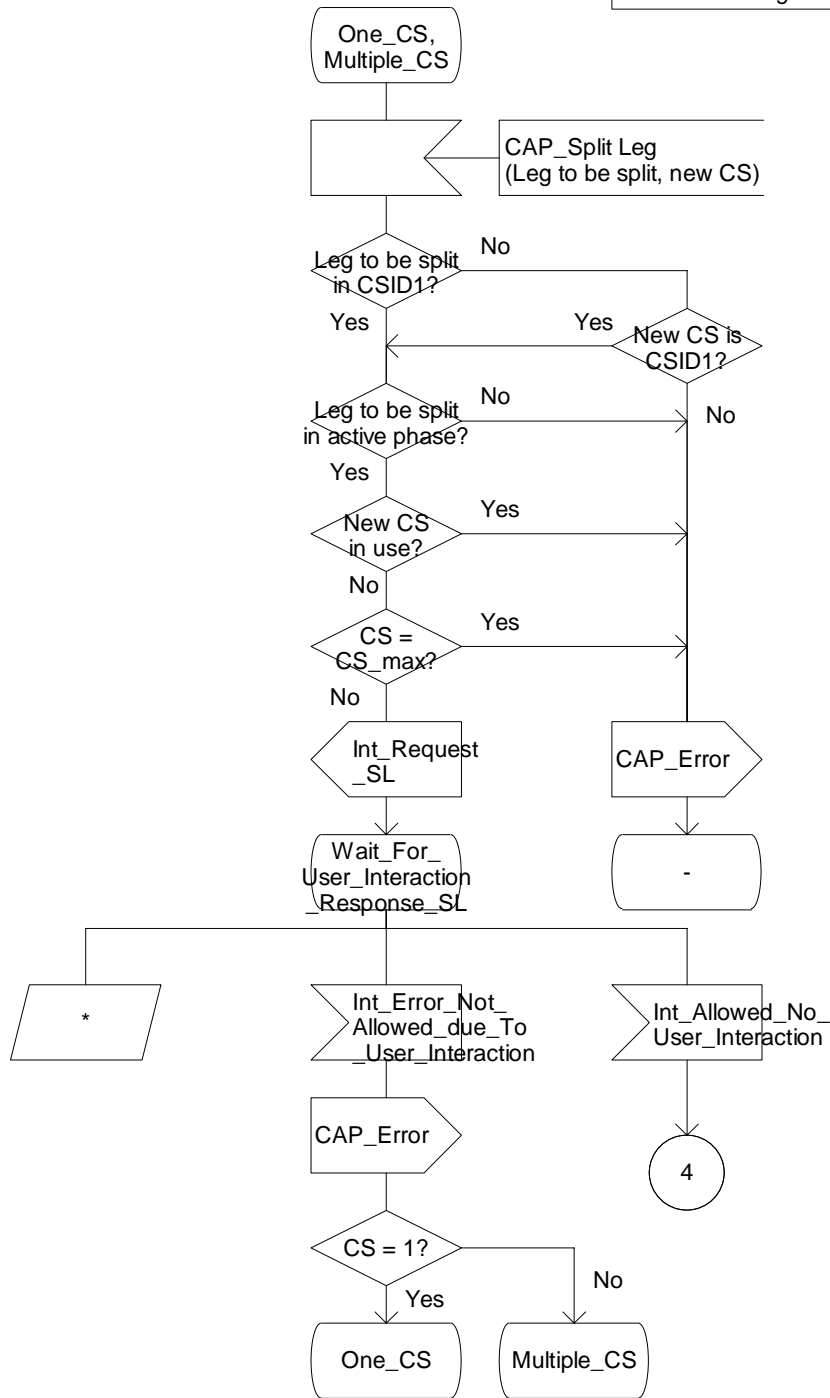 One_CS,
Multiple_CS
CAP_Split Leg
(Leg to be split, new CS)
Leg to be split
in CSID1?
No
Yes
Yes
New CS is
CSID1?
Leg to be split
in active phase?
No
No
Yes
New CS
in use?
Yes
No
CS =
CS_max?
Yes
No
Int_Request
_SL
CAP_Error
Wait_For_
User_Interaction
_Response_SL
-
*
Int_Error_Not_
Allowed_due_To
_User_Interaction
Int_Allowed_No_
User_Interaction
CAP_Error
4
CS = 1?
No
Yes
One_CS
Multiple_CS